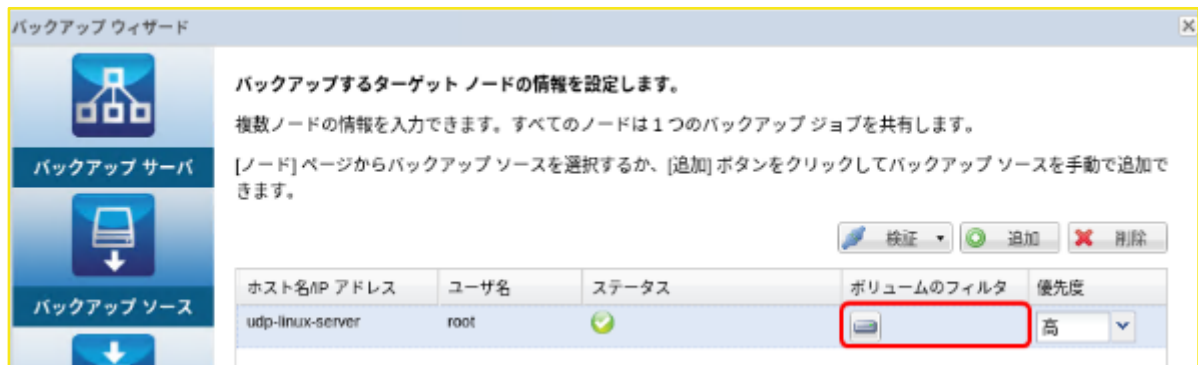 バックアップ ウィザード
バックアップするターゲット ノードの情報を設定します。
複数ノードの情報を入力できます。すべてのノードは 1 つのバックアップ ジョブを共有します。
バックアップ サーバ
[ノード] ページからバックアップ ソースを選択するか、[追加] ボタンをクリックしてバックアップ ソースを手動で追加で
きます。
検証 追加 削除
ホスト名/IP アドレス ユーザ名 ステータス ボリュームのフィルタ 優先度
バックアップ ソース
udp-linux-server root 高